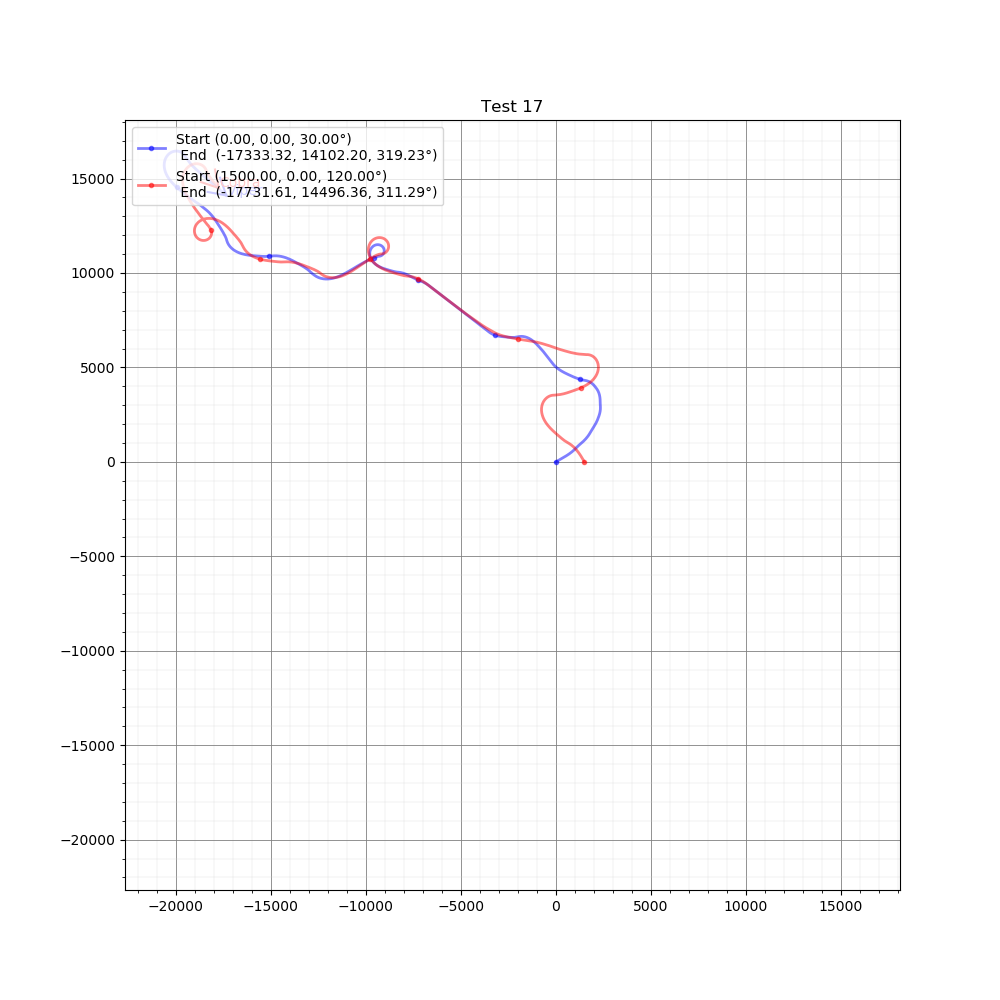 Test 17
Start (0.00, 0.00, 30.00°)
End (-17333.32, 14102.20, 319.23°)
Start (1500.00, 0.00, 120.00°)
End (-17731.61, 14496.36, 311.29°)
15000
10000
5000
0
−5000
−10000
−15000
−20000
−20000 −15000 −10000 −5000 0 5000 10000 15000